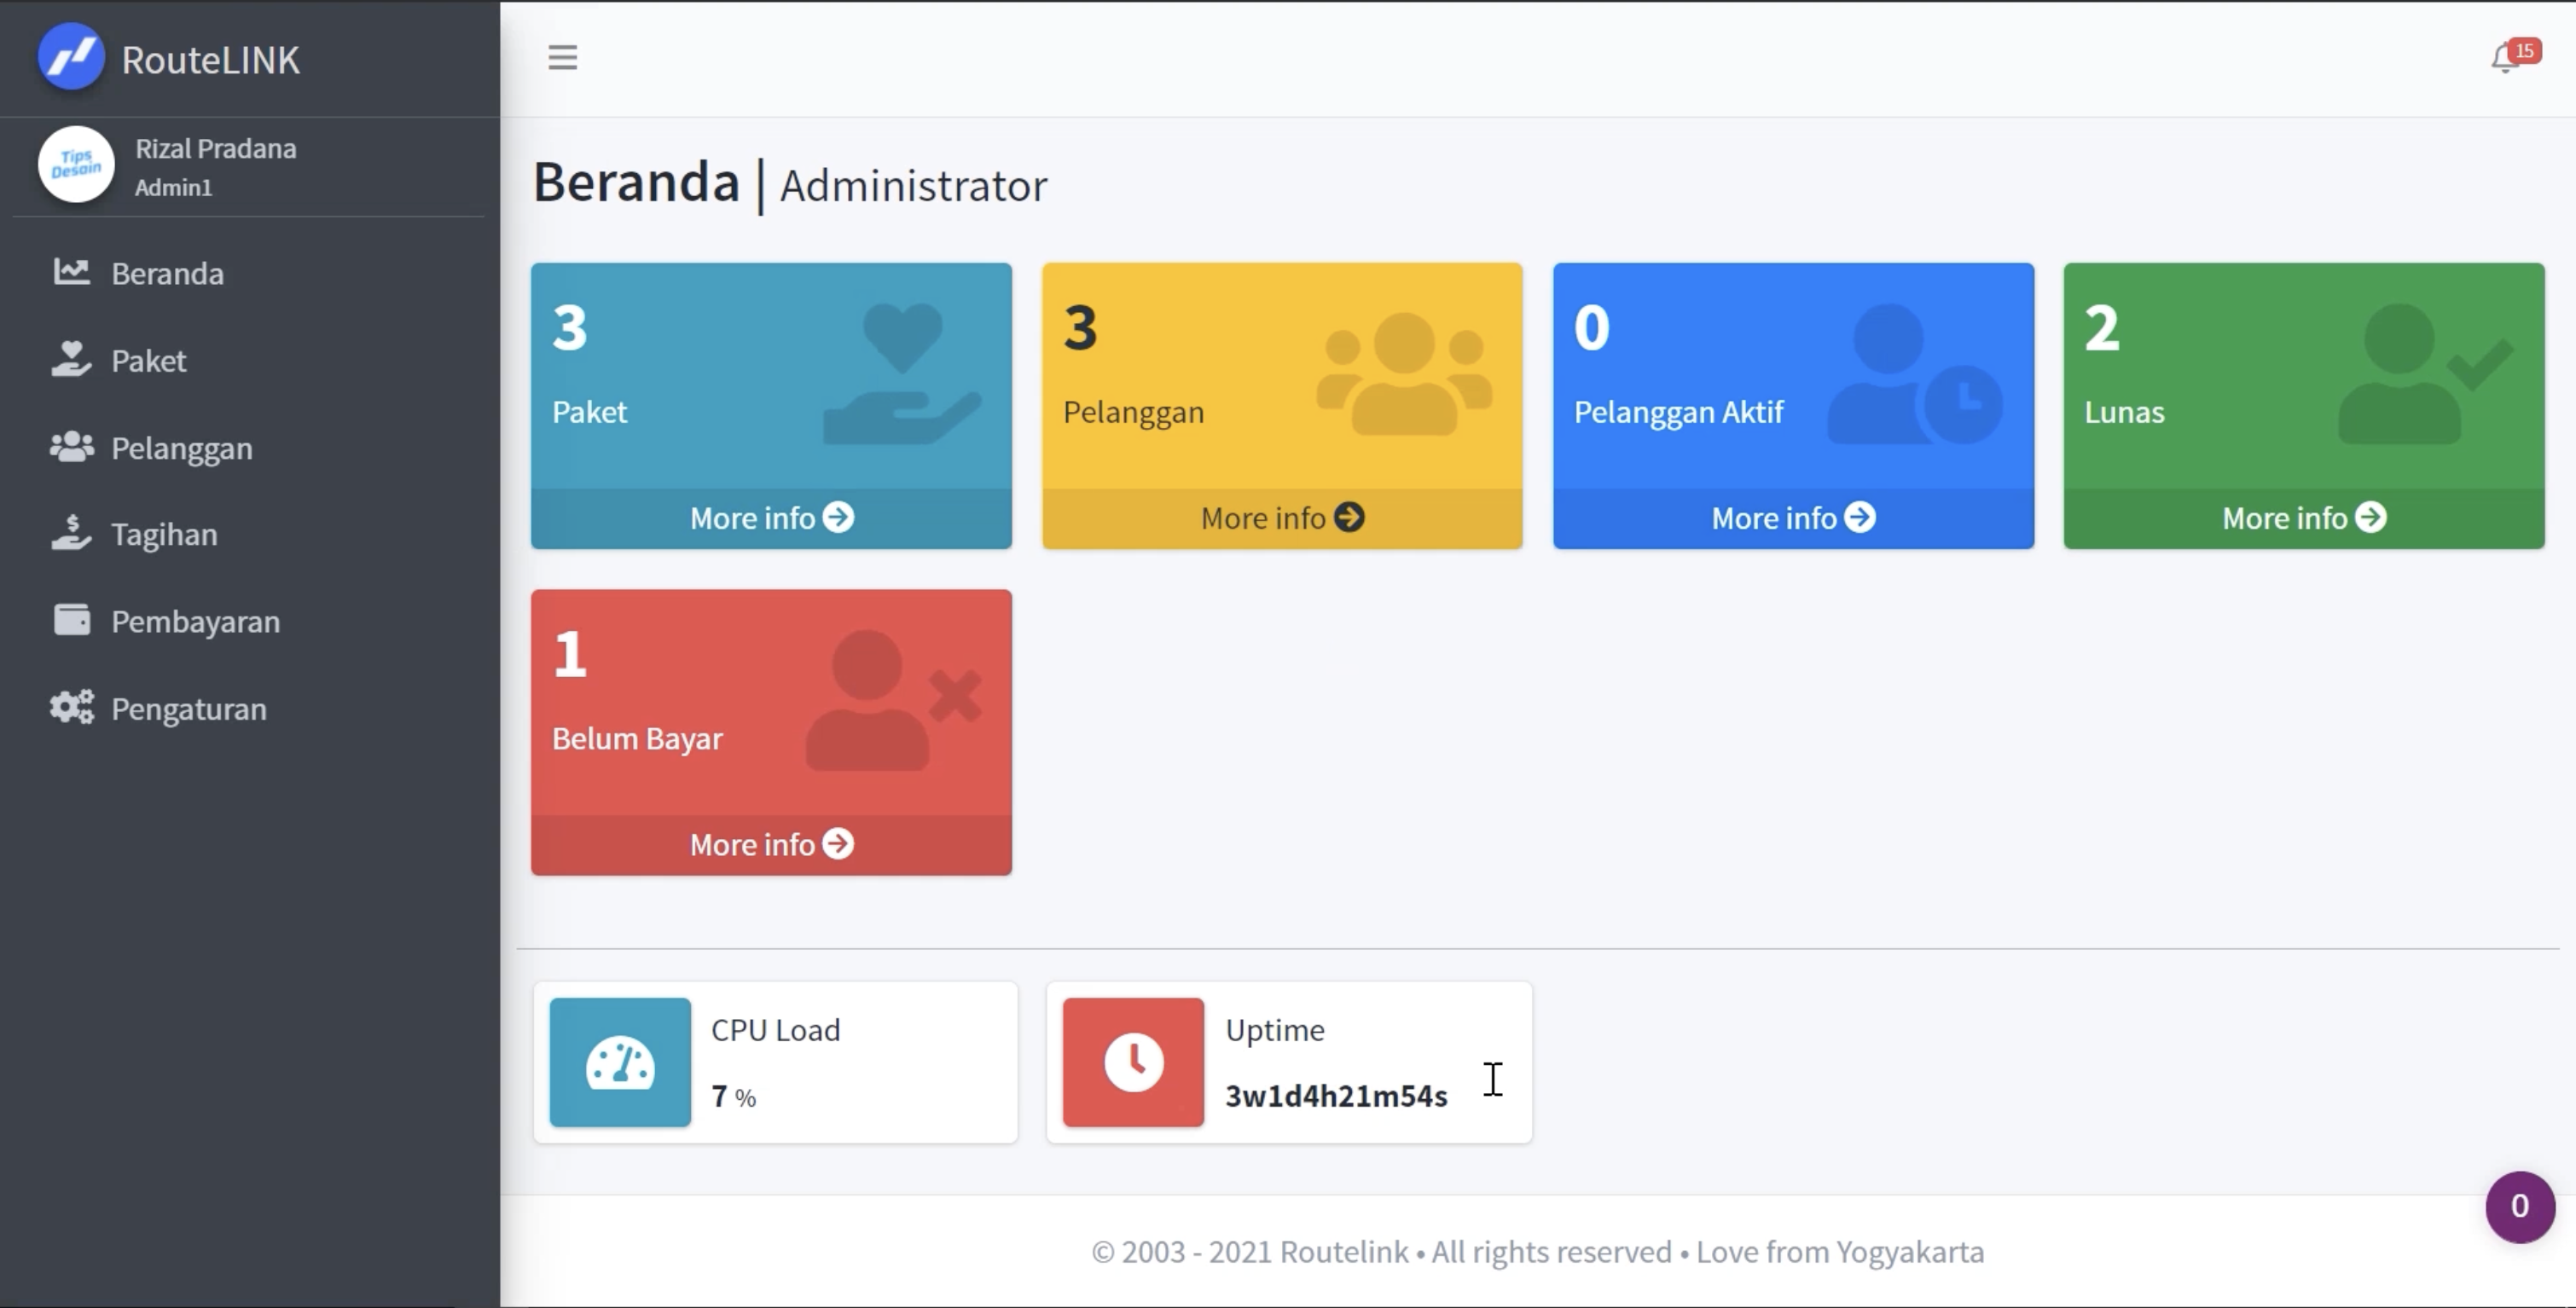 RouteLINK
15
Tips
Desain
Rizal Pradana
Admin1
Beranda
Paket
Pelanggan
Tagihan
Pembayaran
Pengaturan
Beranda | Administrator
3
Paket
More info
3
Pelanggan
More info
0
Pelanggan Aktif
More info
2
Lunas
More info
1
Belum Bayar
More info
CPU Load
7 %
Uptime
3w1d4h21m54s
0
© 2003 - 2021 Routelink • All rights reserved • Love from Yogyakarta